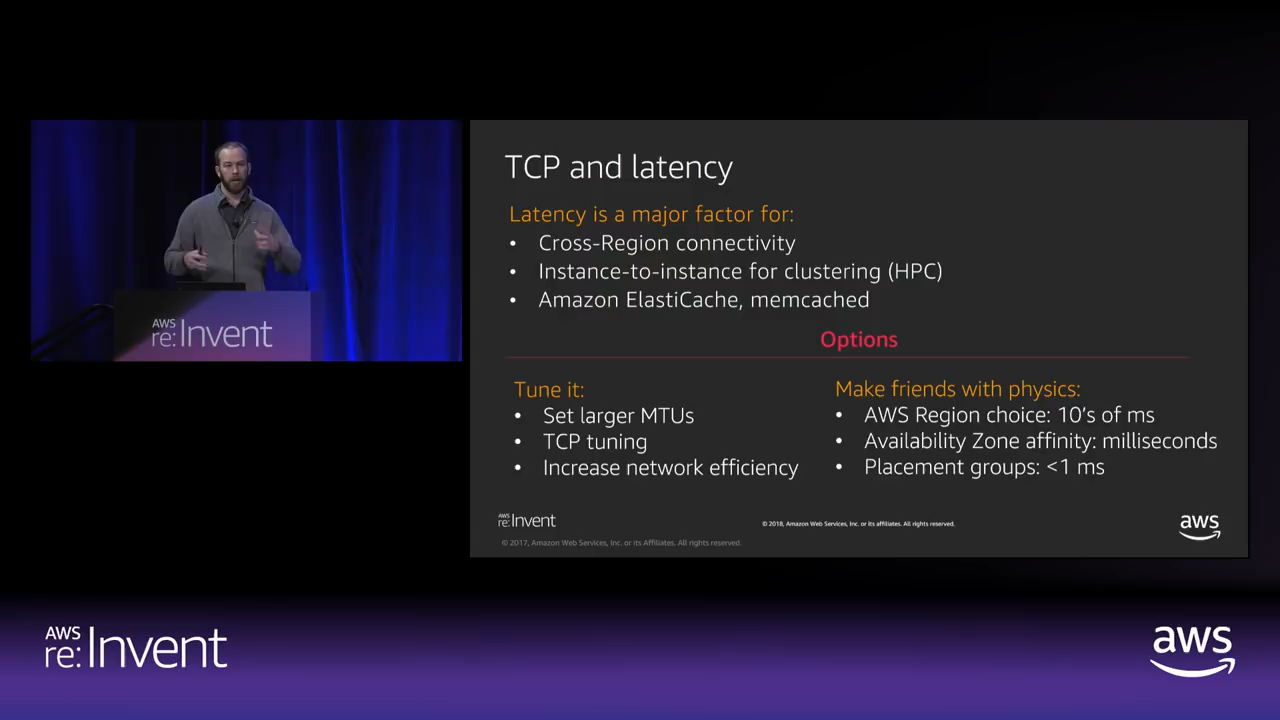 AWS
re:Invent
TCP and latency
Latency is a major factor for:
• Cross-Region connectivity
• Instance-to-instance for clustering (HPC)
• Amazon ElastiCache, memcached
Options
Tune it:
• Set larger MTUs
• TCP tuning
• Increase network efficiency
Make friends with physics:
• AWS Region choice: 10's of ms
• Availability Zone affinity: milliseconds
• Placement groups: <1 ms
AWS
re:Invent
© 2018, Amazon Web Services, Inc. or its affiliates. All rights reserved.
aws
© 2017, Amazon Web Services, Inc. or its Affiliates. All rights reserved.
AWS
re:Invent
aws